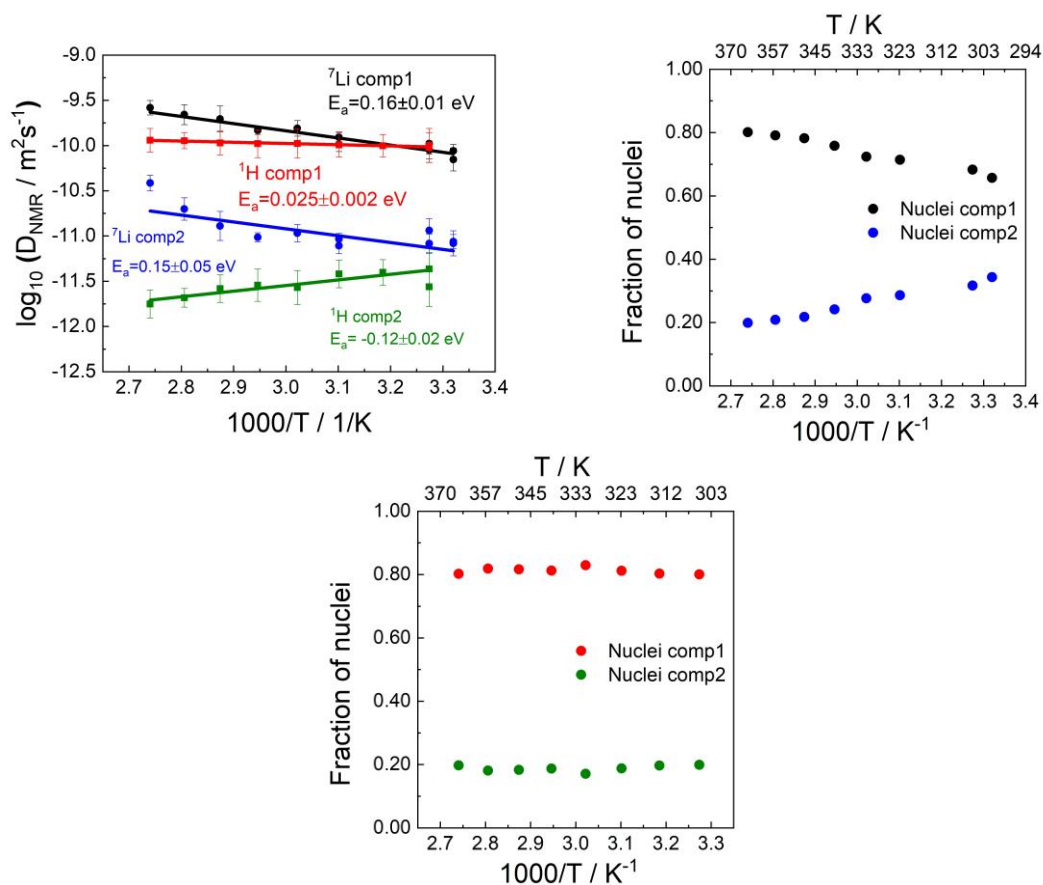 -9.0
-9.5
-10.0
-10.5
-11.0
-11.5
-12.0
-12.5
log₁₀ (D_NMR / m²s⁻¹)
⁷Li comp1
Eₐ=0.16±0.01 eV
¹H comp1
Eₐ=0.025±0.002 eV
⁷Li comp2
Eₐ=0.15±0.05 eV
¹H comp2
Eₐ= -0.12±0.02 eV
2.7 2.8 2.9 3.0 3.1 3.2 3.3 3.4
1000/T / 1/K
T / K
370 357 345 333 323 312 303 294
1.00
0.80
0.60
0.40
0.20
0.00
Fraction of nuclei
Nuclei comp1
Nuclei comp2
2.7 2.8 2.9 3.0 3.1 3.2 3.3 3.4
1000/T / K⁻¹
T / K
370 357 345 333 323 312 303
1.00
0.80
0.60
0.40
0.20
0.00
Fraction of nuclei
Nuclei comp1
Nuclei comp2
2.7 2.8 2.9 3.0 3.1 3.2 3.3
1000/T / K⁻¹